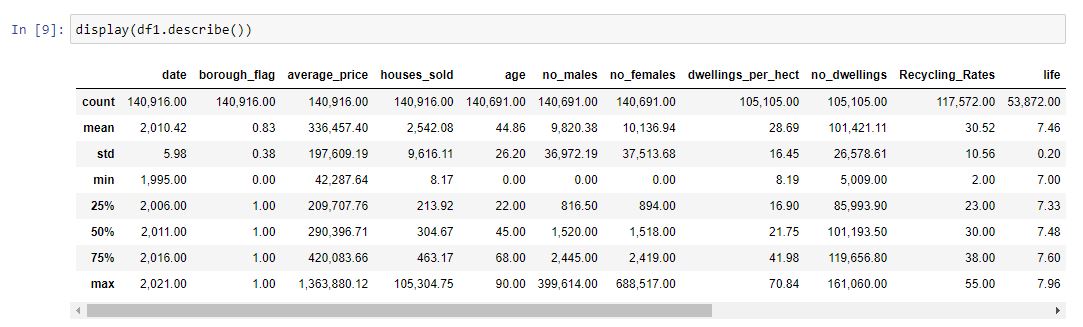 In [9]: display(df1.describe())
date borough_flag average_price houses_sold age no_males no_females dwellings_per_hect no_dwellings Recycling_Rates life
count 140,916.00 140,916.00 140,916.00 140,916.00 140,691.00 140,691.00 140,691.00 105,105.00 105,105.00 117,572.00 53,872.00
mean 2,010.42 0.83 336,457.40 2,542.08 44.86 9,820.38 10,136.94 28.69 101,421.11 30.52 7.46
std 5.98 0.38 197,609.19 9,616.11 26.20 36,972.19 37,513.68 16.45 26,578.61 10.56 0.20
min 1,995.00 0.00 42,287.64 8.17 0.00 0.00 0.00 8.19 5,009.00 2.00 7.00
25% 2,006.00 1.00 209,707.76 213.92 22.00 816.50 894.00 16.90 85,993.90 23.00 7.33
50% 2,011.00 1.00 290,396.71 304.67 45.00 1,520.00 1,518.00 21.75 101,193.50 30.00 7.48
75% 2,016.00 1.00 420,083.66 463.17 68.00 2,445.00 2,419.00 41.98 119,656.80 38.00 7.60
max 2,021.00 1.00 1,363,880.12 105,304.75 90.00 399,614.00 688,517.00 70.84 161,060.00 55.00 7.96